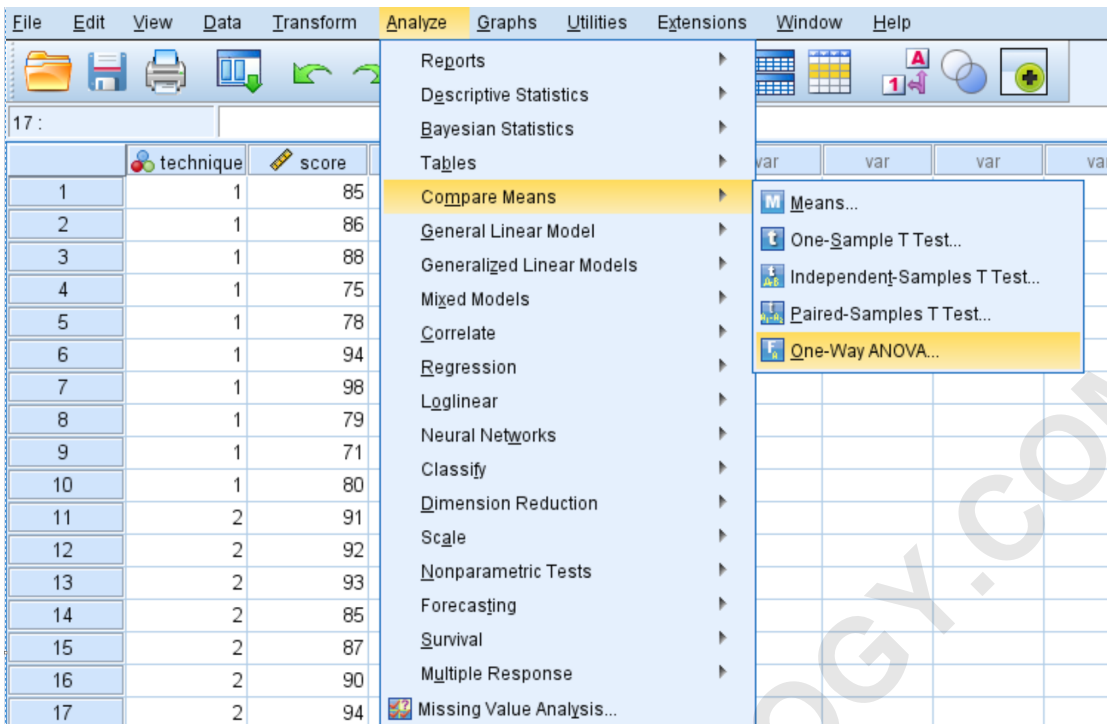 File Edit View Data Transform Analyze Graphs Utilities Extensions Window Help
17 :
technique score var var var va
1 1 85
2 1 86
3 1 88
4 1 75
5 1 78
6 1 94
7 1 98
8 1 79
9 1 71
10 1 80
11 2 91
12 2 92
13 2 93
14 2 85
15 2 87
16 2 90
17 2 94
Reports
Descriptive Statistics
Bayesian Statistics
Tables
Compare Means
General Linear Model
Generalized Linear Models
Mixed Models
Correlate
Regression
Loglinear
Neural Networks
Classify
Dimension Reduction
Scale
Nonparametric Tests
Forecasting
Survival
Multiple Response
Missing Value Analysis...
Means...
One-Sample T Test...
Independent-Samples T Test...
Paired-Samples T Test...
One-Way ANOVA...
OGY.COM